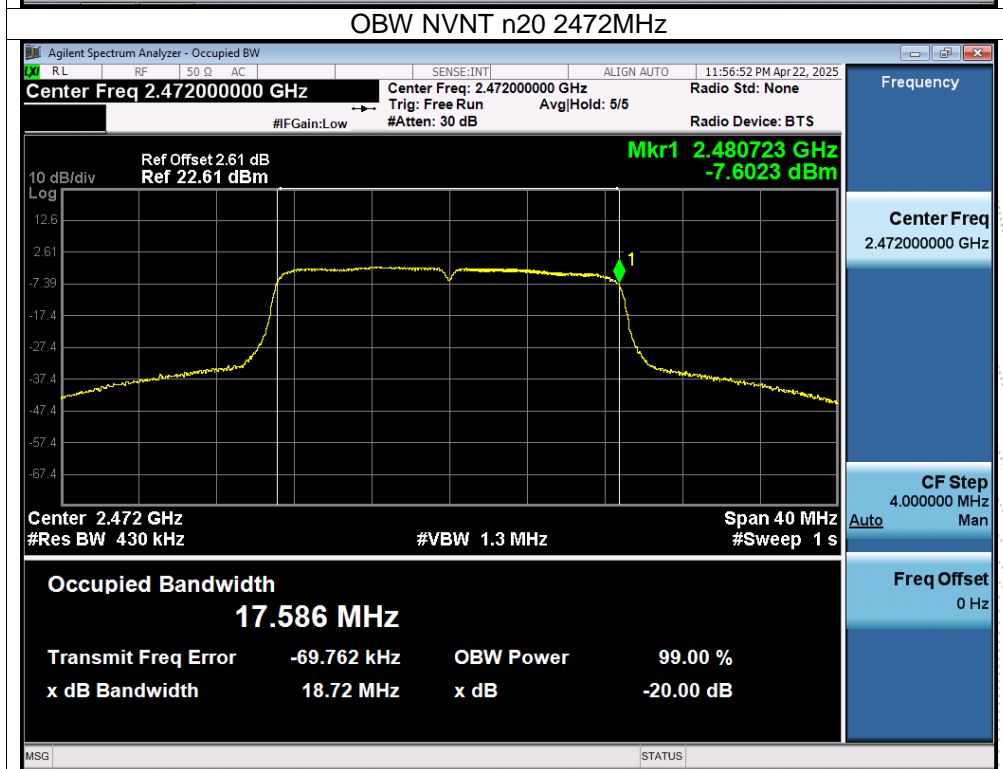 OBW NVNT n20 2472MHz
Agilent Spectrum Analyzer - Occupied BW
LXI RL RF 50 Ω AC SENSE:INT ALIGN AUTO 11:56:52 PM Apr 22, 2025
Center Freq 2.472000000 GHz
Center Freq: 2.472000000 GHz
Radio Std: None
Trig: Free Run Avg|Hold: 5/5
#IFGain:Low #Atten: 30 dB Radio Device: BTS
Frequency
Mkr1 2.480723 GHz
-7.6023 dBm
Ref Offset 2.61 dB
10 dB/div Ref 22.61 dBm
Log
12.6
2.61
-7.39
-17.4
-27.4
-37.4
-47.4
-57.4
-67.4
1
Center 2.472 GHz Span 40 MHz
#Res BW 430 kHz #VBW 1.3 MHz #Sweep 1 s
Center Freq
2.472000000 GHz
CF Step
4.000000 MHz
Auto Man
Freq Offset
0 Hz
Occupied Bandwidth
17.586 MHz
Transmit Freq Error -69.762 kHz OBW Power 99.00 %
x dB Bandwidth 18.72 MHz x dB -20.00 dB
MSG STATUS